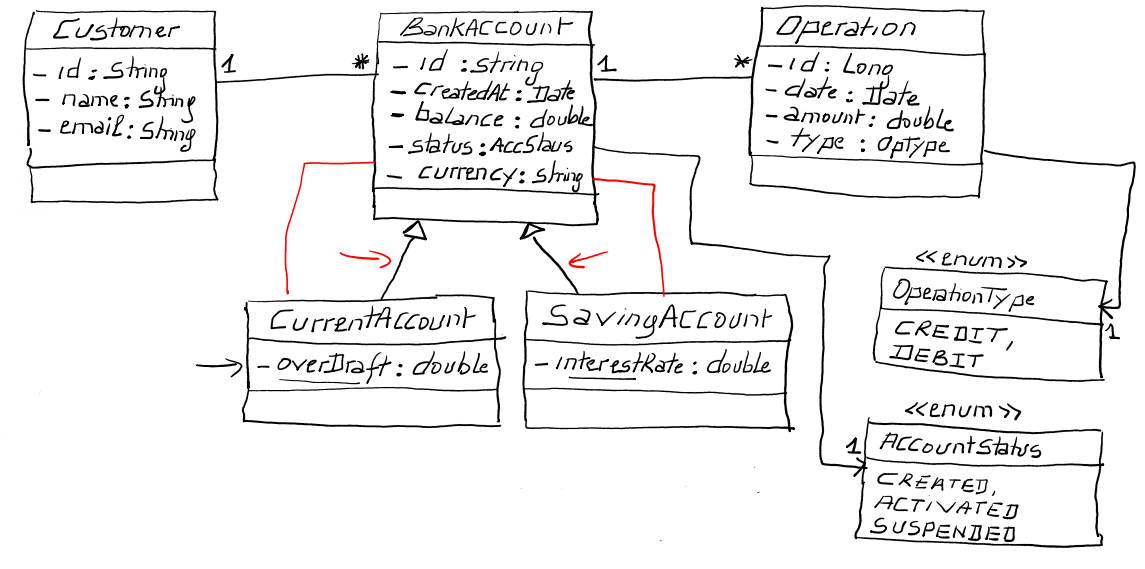 Customer
- id : String
- name : String
- email : String
1
*
BankAccount
- id : string
- createdAt : Date
- balance : double
- status : AccStaus
- currency : string
1
*
Operation
- id : Long
- date : Date
- amount : double
- type : OpType
<<enum>>
OperationType
CREDIT,
DEBIT
1
CurrentAccount
- overDraft : double
SavingAccount
- interestRate : double
<<enum>>
1
AccountStatus
CREATED,
ACTIVATED
SUSPENDED